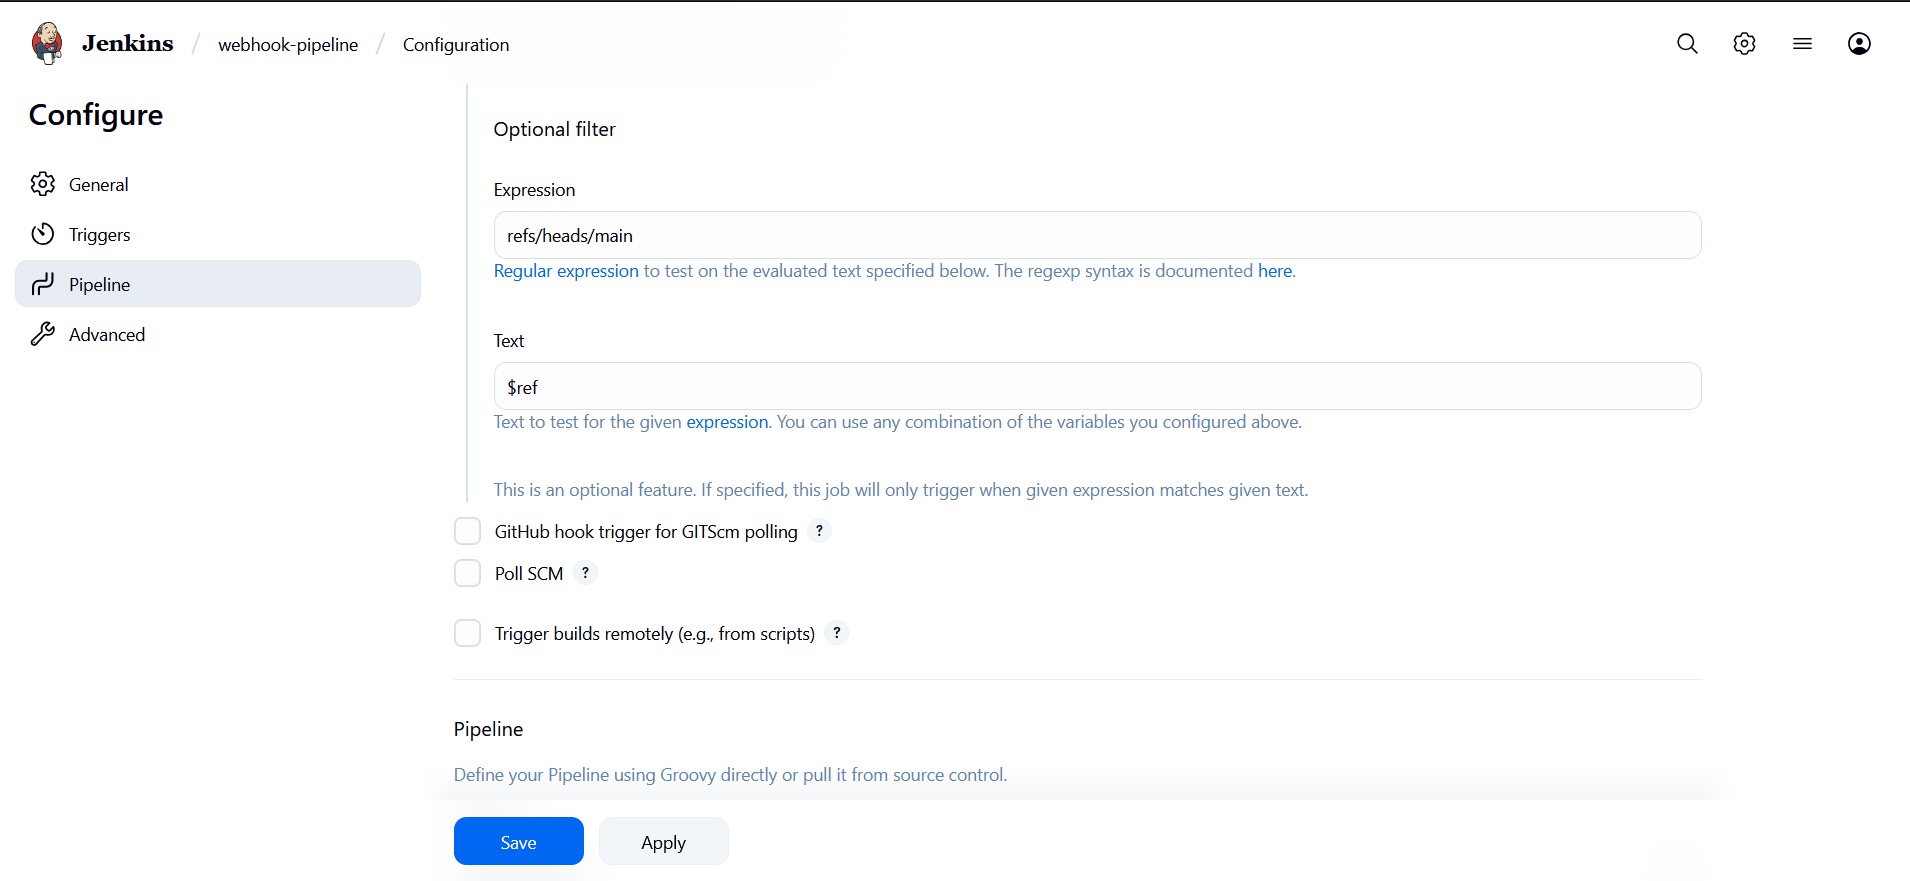 Jenkins / webhook-pipeline / Configuration
Configure
General
Triggers
Pipeline
Advanced
Optional filter
Expression
refs/heads/main
Regular expression to test on the evaluated text specified below. The regexp syntax is documented here.
Text
$ref
Text to test for the given expression. You can use any combination of the variables you configured above.
This is an optional feature. If specified, this job will only trigger when given expression matches given text.
GitHub hook trigger for GITScm polling ?
Poll SCM ?
Trigger builds remotely (e.g., from scripts) ?
Pipeline
Define your Pipeline using Groovy directly or pull it from source control.
Save Apply